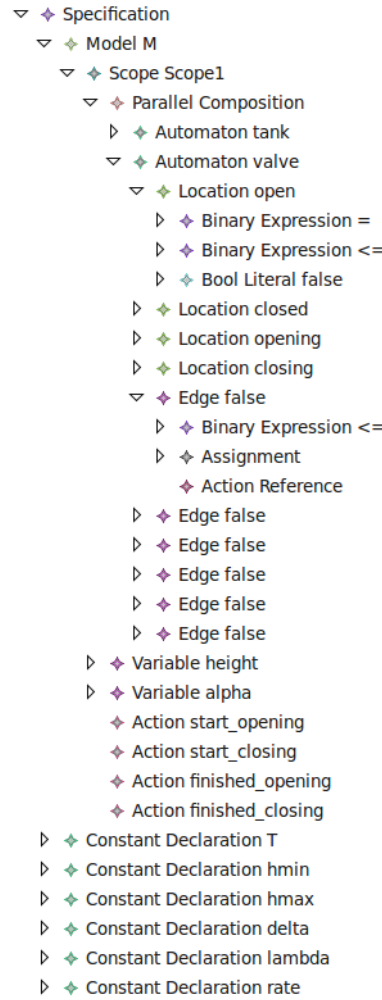 Specification
Model M
Scope Scope1
Parallel Composition
Automaton tank
Automaton valve
Location open
Binary Expression =
Binary Expression <=
Bool Literal false
Location closed
Location opening
Location closing
Edge false
Binary Expression <=
Assignment
Action Reference
Edge false
Edge false
Edge false
Edge false
Edge false
Variable height
Variable alpha
Action start_opening
Action start_closing
Action finished_opening
Action finished_closing
Constant Declaration T
Constant Declaration hmin
Constant Declaration hmax
Constant Declaration delta
Constant Declaration lambda
Constant Declaration rate